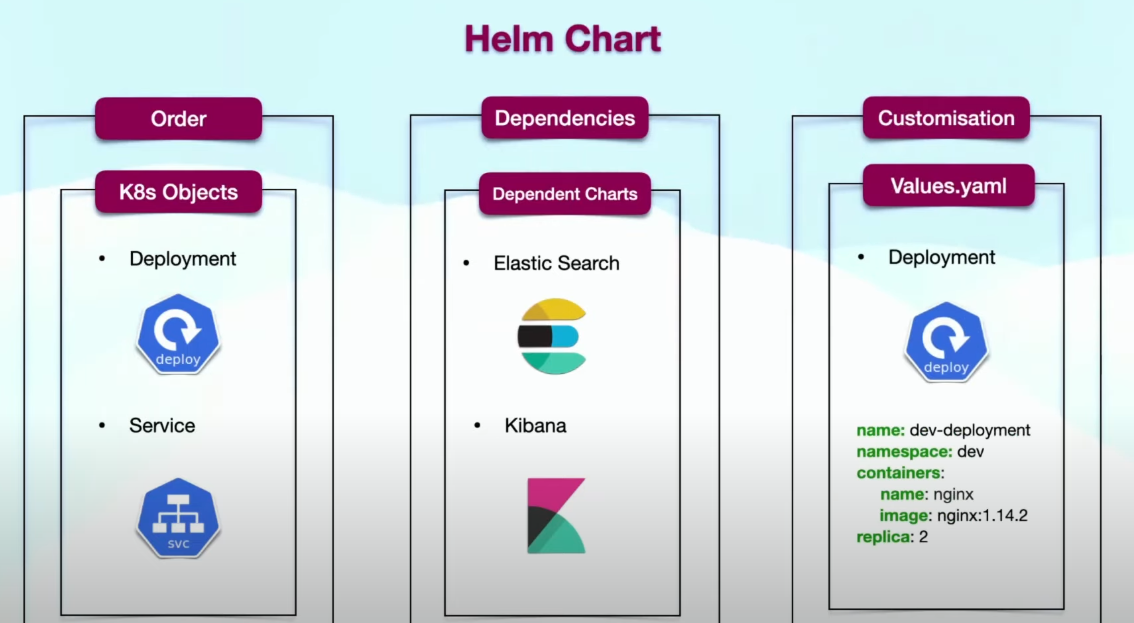 Helm Chart
Order
K8s Objects
• Deployment
deploy
• Service
svc
Dependencies
Dependent Charts
• Elastic Search
• Kibana
Customisation
Values.yaml
• Deployment
deploy
name: dev-deployment
namespace: dev
containers:
name: nginx
image: nginx:1.14.2
replica: 2